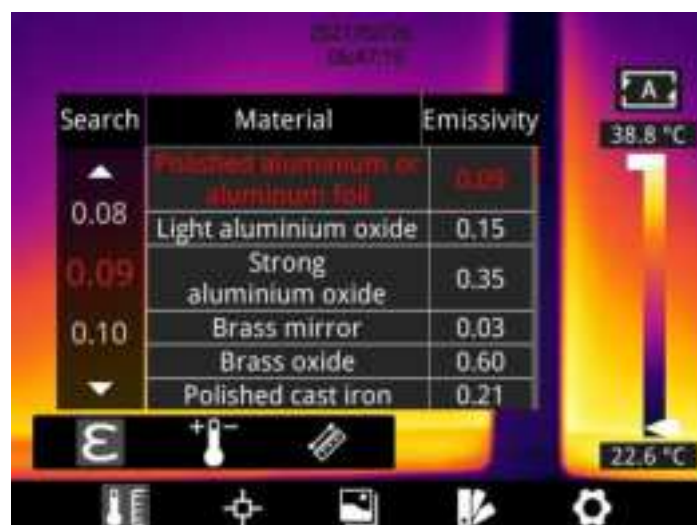 Search Material Emissivity
Polished aluminium or
aluminum foil 0.09
0.08
Light aluminium oxide 0.15
0.09
Strong
aluminium oxide 0.35
0.10
Brass mirror 0.03
Brass oxide 0.60
Polished cast iron 0.21
ε
A
38.8 °C
22.6 °C